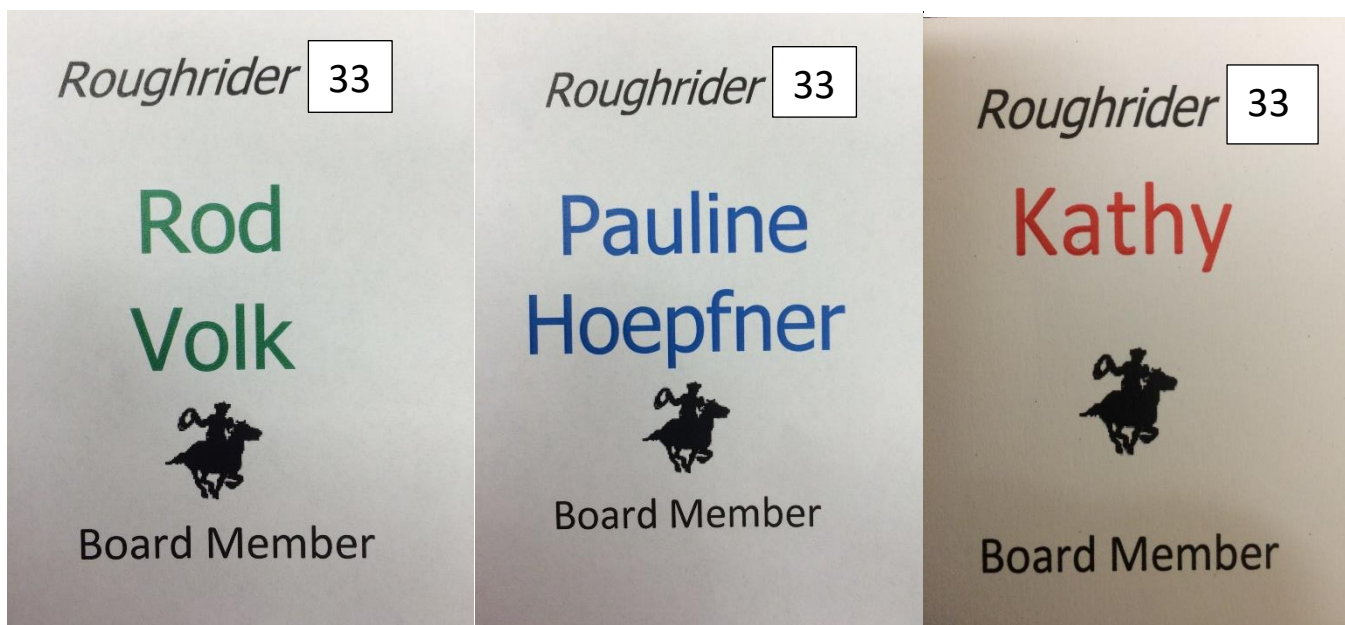 Roughrider 33
Rod
Volk
Board Member
Roughrider 33
Pauline
Hoepfner
Board Member
Roughrider 33
Kathy
Board Member